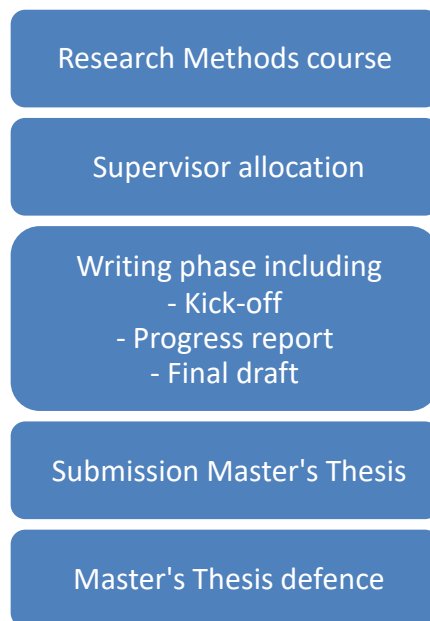 Research Methods course
Supervisor allocation
Writing phase including
- Kick-off
- Progress report
- Final draft
Submission Master's Thesis
Master's Thesis defence